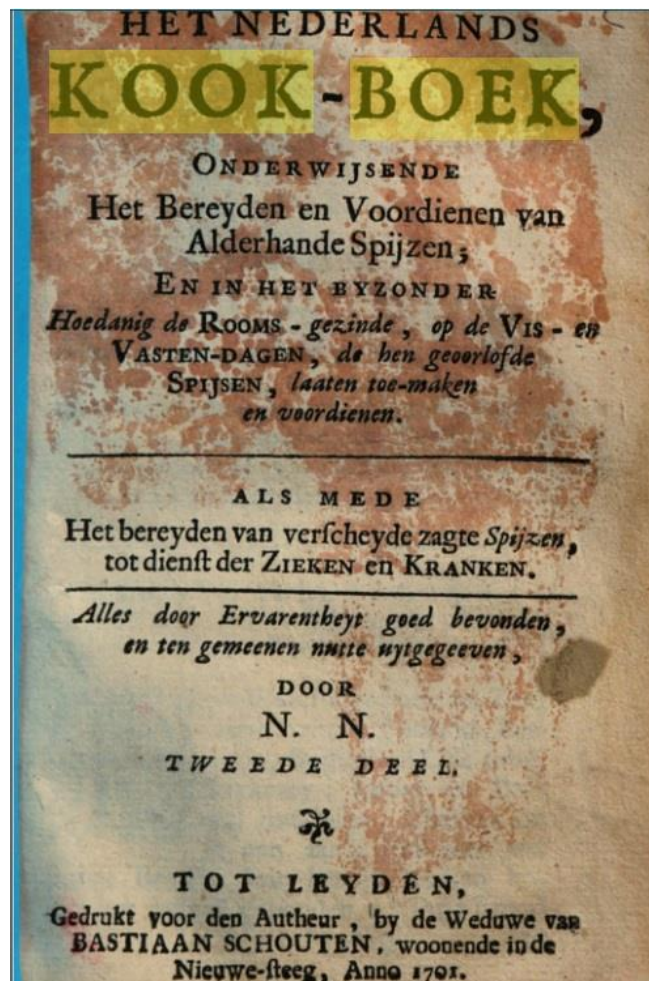 HET NEDERLANDS
KOOK-BOEK,
ONDERWIJSENDE
Het Bereyden en Voordienen van
Alderhande Spijzen;
EN IN HET BYZONDER
Hoedanig de ROOMS-gezinde, op de VIS- en
VASTEN-DAGEN, de hen geoorlofde
SPIJSEN, laaten toe-maken
en voordienen.
ALS MEDE
Het bereyden van verſcheyde zagte Spijzen,
tot dienſt der ZIEKEN en KRANKEN.
Alles door Ervarentheyt goed bevonden,
en ten gemeenen nutte uytgegeeven,
DOOR
N. N.
TWEEDE DEEL.
TOT LEYDEN,
Gedrukt voor den Autheur, by de Weduwe van
BASTIAAN SCHOUTEN, woonende in de
Nieuwe-ſteeg, Anno 1701.